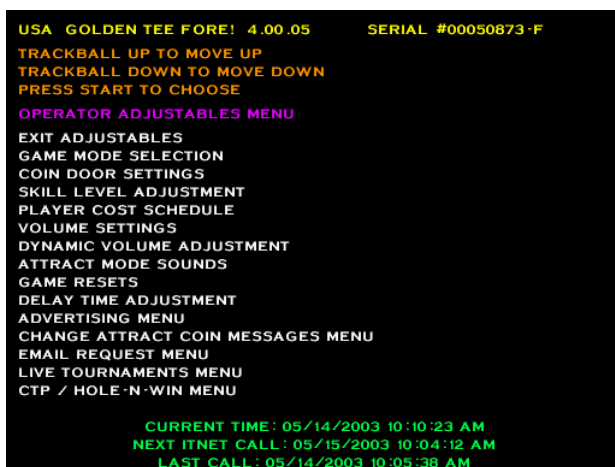 USA GOLDEN TEE FORE! 4.00.05 SERIAL #00050873-F
TRACKBALL UP TO MOVE UP
TRACKBALL DOWN TO MOVE DOWN
PRESS START TO CHOOSE
OPERATOR ADJUSTABLES MENU
EXIT ADJUSTABLES
GAME MODE SELECTION
COIN DOOR SETTINGS
SKILL LEVEL ADJUSTMENT
PLAYER COST SCHEDULE
VOLUME SETTINGS
DYNAMIC VOLUME ADJUSTMENT
ATTRACT MODE SOUNDS
GAME RESETS
DELAY TIME ADJUSTMENT
ADVERTISING MENU
CHANGE ATTRACT COIN MESSAGES MENU
EMAIL REQUEST MENU
LIVE TOURNAMENTS MENU
CTP / HOLE-N-WIN MENU
CURRENT TIME: 05/14/2003 10:10:23 AM
NEXT ITNET CALL: 05/15/2003 10:04:12 AM
LAST CALL: 05/14/2003 10:05:38 AM